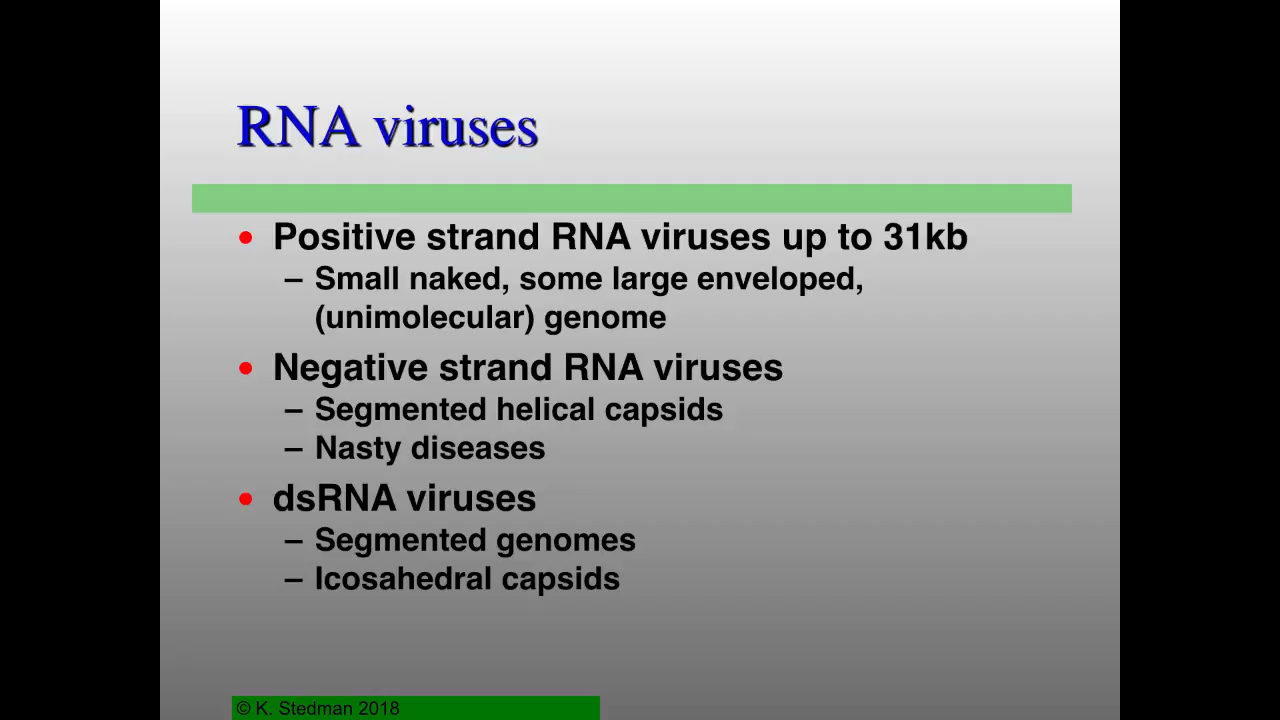 RNA viruses
• Positive strand RNA viruses up to 31kb
– Small naked, some large enveloped,
(unimolecular) genome
• Negative strand RNA viruses
– Segmented helical capsids
– Nasty diseases
• dsRNA viruses
– Segmented genomes
– Icosahedral capsids
© K. Stedman 2018